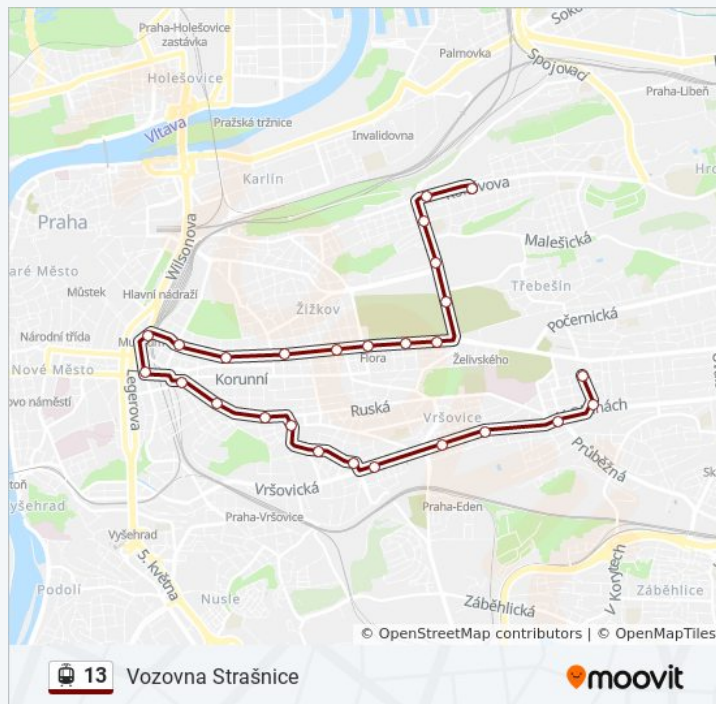 Soko
Praha-Holešovice
zastávka
Palmovka
Spojovací
Holešovice
Praha-Libeň
Vltava
Pražská tržnice
Invalidovna
Karlín
Praha
Wilsonova
Malešická
aré Město
Třebešín
Můstek
Hlavní nádraží
Žižkov
Počernická
Národní třída
Flora
Želivského
Nové Město
Korunní
Legerova
Ruská
ovo náměstí
Vršovice
Průběžná
Vršovická
Praha-Vršovice
Praha-Eden
Vyšehrad
yšehrad
5. května
V Korytech
Podolí
Nusle
Záběhlice
Záběhlická
© OpenStreetMap contributors | © OpenMapTiles
13 Vozovna Strašnice
moovit